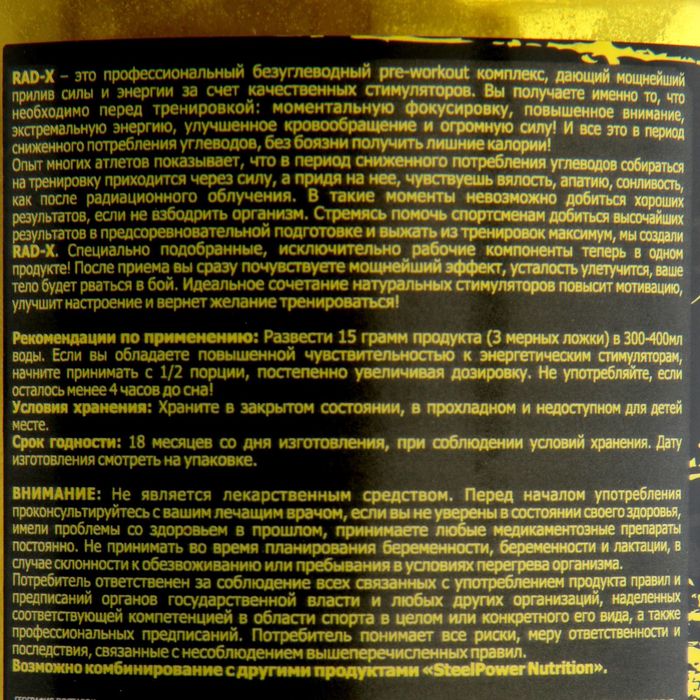 RAD-X – это профессиональный безуглеводный pre-workout комплекс, дающий мощнейший
прилив силы и энергии за счет качественных стимуляторов. Вы получаете именно то, что
необходимо перед тренировкой: моментальную фокусировку, повышенное внимание,
экстремальную энергию, улучшенное кровообращение и огромную силу! И все это в период
сниженного потребления углеводов, без боязни получить лишние калории!
Опыт многих атлетов показывает, что в период сниженного потребления углеводов собираться
на тренировку приходится через силу, а придя на нее, чувствуешь вялость, апатию, сонливость,
как после радиационного облучения. В такие моменты невозможно добиться хороших
результатов, если не взбодрить организм. Стремясь помочь спортсменам добиться высочайших
результатов в предсоревновательной подготовке и выжать из тренировок максимум, мы создали
RAD-X. Специально подобранные, исключительно рабочие компоненты теперь в одном
продукте! После приема вы сразу почувствуете мощнейший эффект, усталость улетучится, ваше
тело будет рваться в бой. Идеальное сочетание натуральных стимуляторов повысит мотивацию,
улучшит настроение и вернет желание тренироваться!
Рекомендации по применению: Развести 15 грамм продукта (3 мерных ложки) в 300-400мл
воды. Если вы обладаете повышенной чувствительностью к энергетическим стимуляторам,
начните принимать с 1/2 порции, постепенно увеличивая дозировку. Не употребляйте, если
осталось менее 4 часов до сна!
Условия хранения: Храните в закрытом состоянии, в прохладном и недоступном для детей
месте.
Срок годности: 18 месяцев со дня изготовления, при соблюдении условий хранения. Дату
изготовления смотреть на упаковке.
ВНИМАНИЕ: Не является лекарственным средством. Перед началом употребления
проконсультируйтесь с вашим лечащим врачом, если вы не уверены в состоянии своего здоровья,
имели проблемы со здоровьем в прошлом, принимаете любые медикаментозные препараты
постоянно. Не принимать во время планирования беременности, беременности и лактации, в
случае склонности к обезвоживанию или пребывания в условиях перегрева организма.
Потребитель ответственен за соблюдение всех связанных с употреблением продукта правил и
предписаний органов государственной власти и любых других организаций, наделенных
соответствующей компетенцией в области спорта в целом или конкретного его вида, а также
профессиональных предписаний. Потребитель понимает все риски, меру ответственности и
последствия, связанные с несоблюдением вышеперечисленных правил.
Возможно комбинирование с другими продуктами «SteelPower Nutrition».